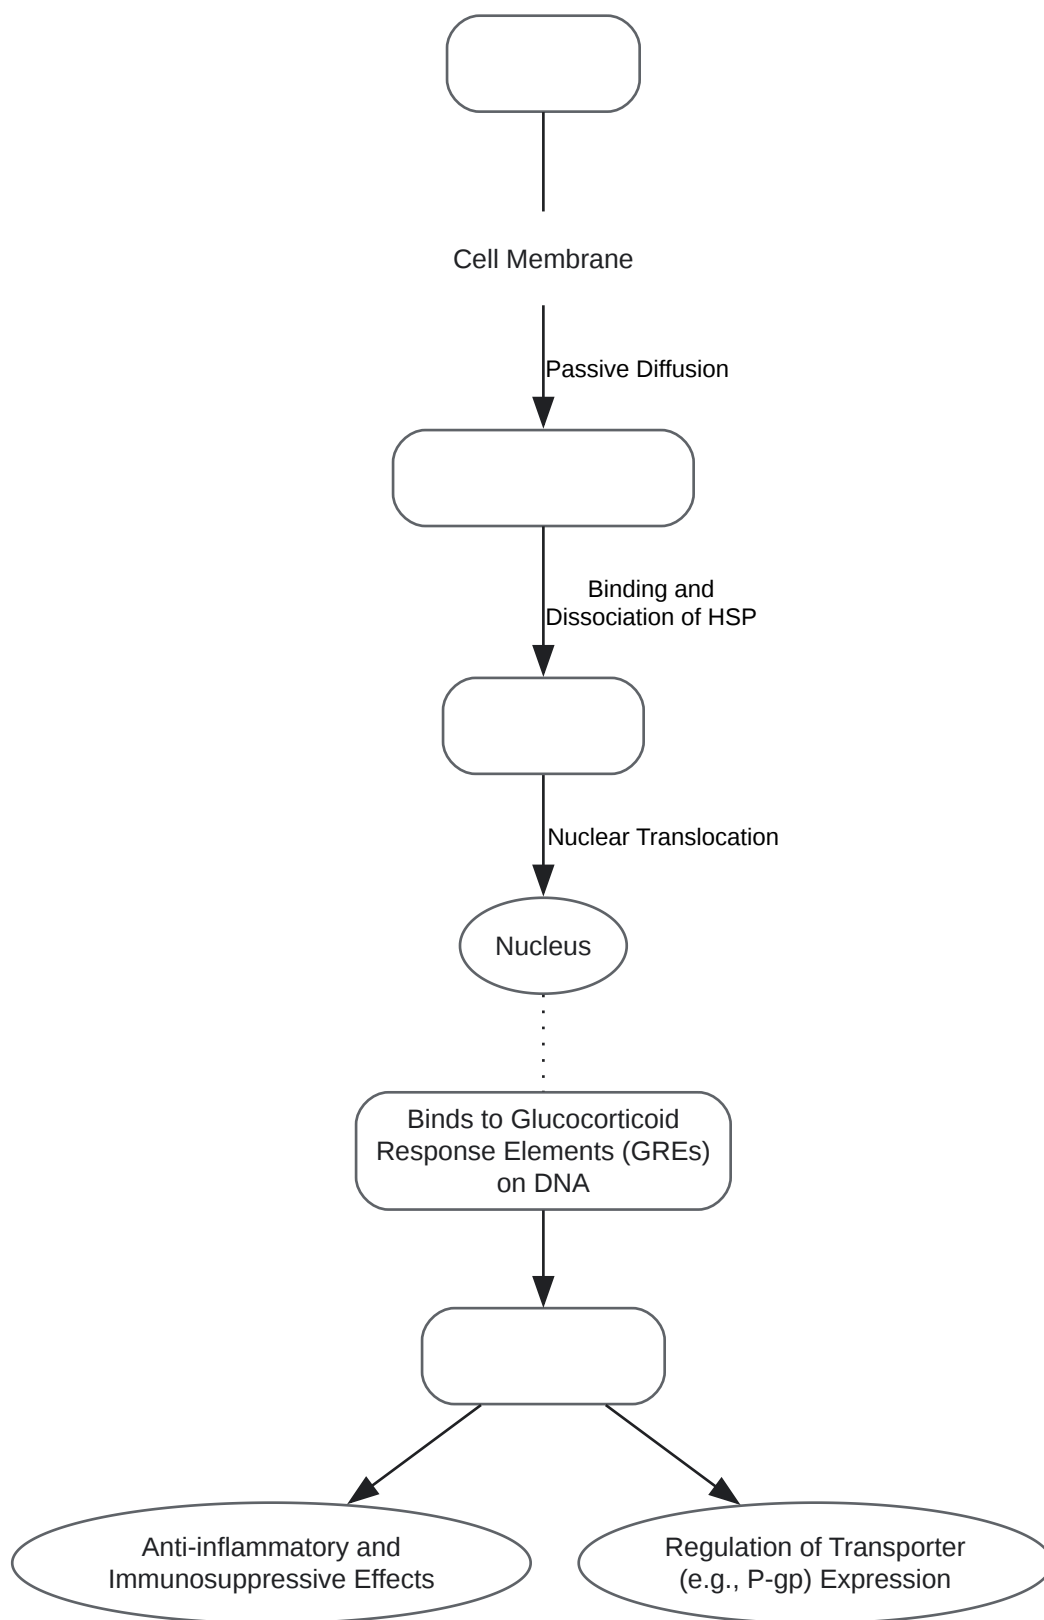 Cell Membrane
Passive Diffusion
Binding and
Dissociation of HSP
Nuclear Translocation
Nucleus
Binds to Glucocorticoid
Response Elements (GREs)
on DNA
Anti-inflammatory and
Immunosuppressive Effects
Regulation of Transporter
(e.g., P-gp) Expression